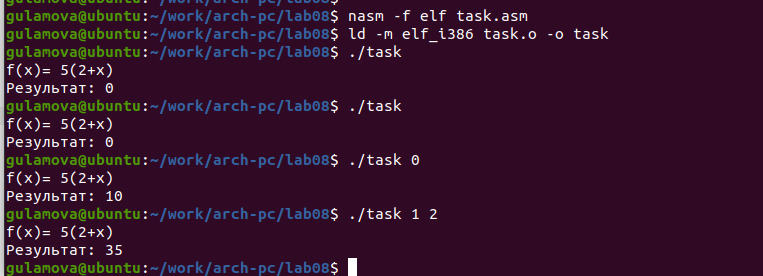 gulamova@ubuntu:~/work/arch-pc/lab08$ nasm -f elf task.asm
gulamova@ubuntu:~/work/arch-pc/lab08$ ld -m elf_i386 task.o -o task
gulamova@ubuntu:~/work/arch-pc/lab08$ ./task
f(x)= 5(2+x)
Результат: 0
gulamova@ubuntu:~/work/arch-pc/lab08$ ./task
f(x)= 5(2+x)
Результат: 0
gulamova@ubuntu:~/work/arch-pc/lab08$ ./task 0
f(x)= 5(2+x)
Результат: 10
gulamova@ubuntu:~/work/arch-pc/lab08$ ./task 1 2
f(x)= 5(2+x)
Результат: 35
gulamova@ubuntu:~/work/arch-pc/lab08$